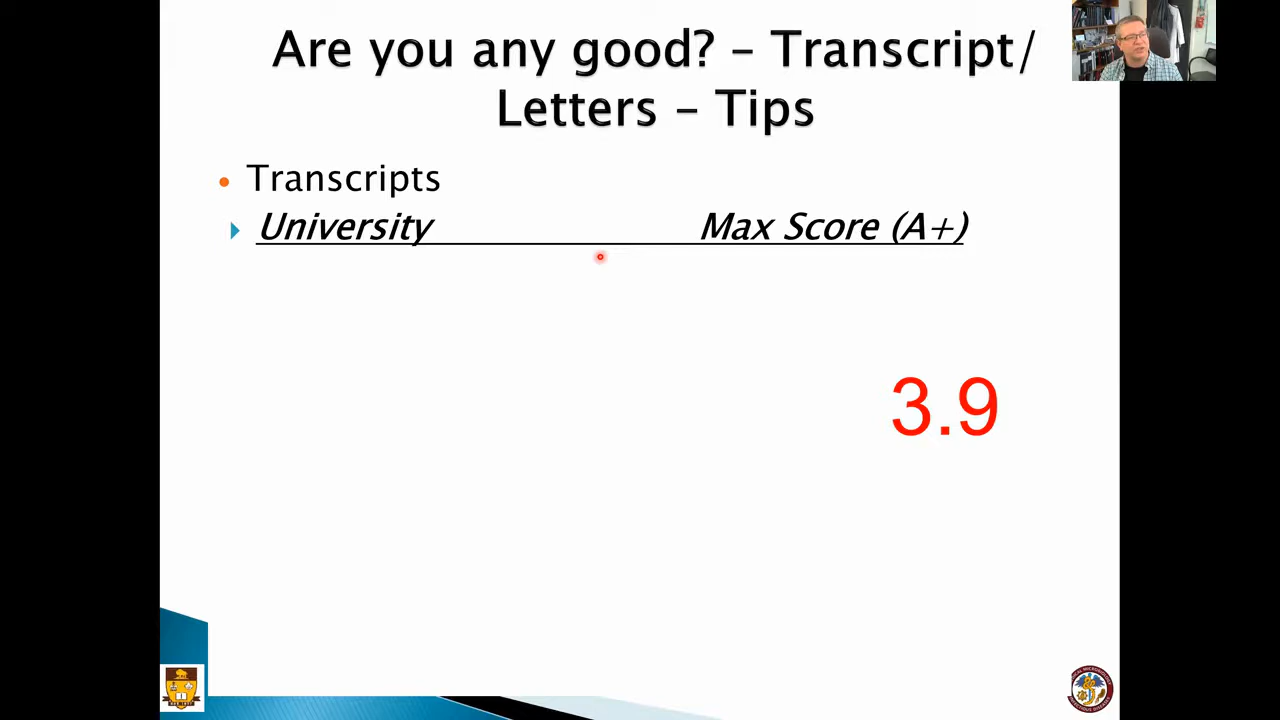 Are you any good? – Transcript/
Letters – Tips
Transcripts
University Max Score (A+)
3.9